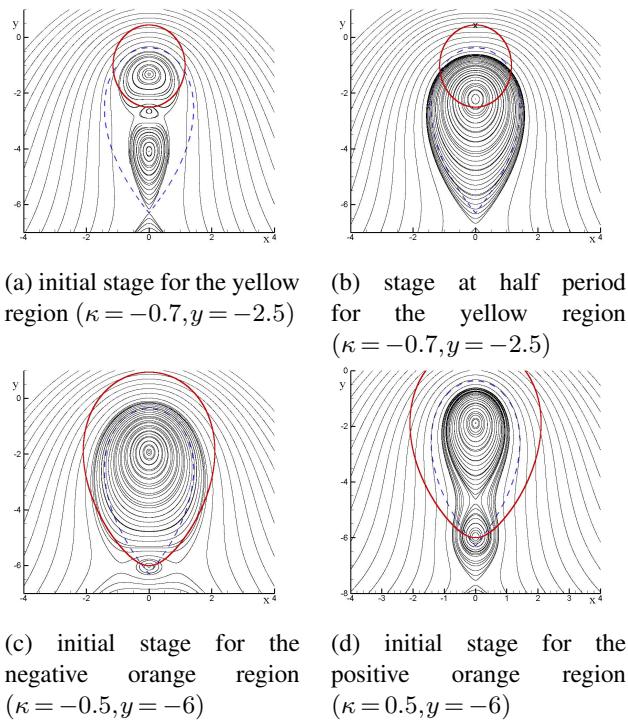 y
0
-2
-4
-6
-4 -2 0 2 x 4
y
0
-2
-4
-6
-4 -2 0 2 x 4
(a) initial stage for the yellow
region (κ = −0.7, y = −2.5)
(b) stage at half period
for the yellow region
(κ = −0.7, y = −2.5)
y
0
-2
-4
-6
-4 -2 0 2 x 4
y
0
-2
-4
-6
-8
-4 -3 -2 -1 0 1 2 3 x 4
(c) initial stage for the
negative orange region
(κ = −0.5, y = −6)
(d) initial stage for the
positive orange region
(κ = 0.5, y = −6)